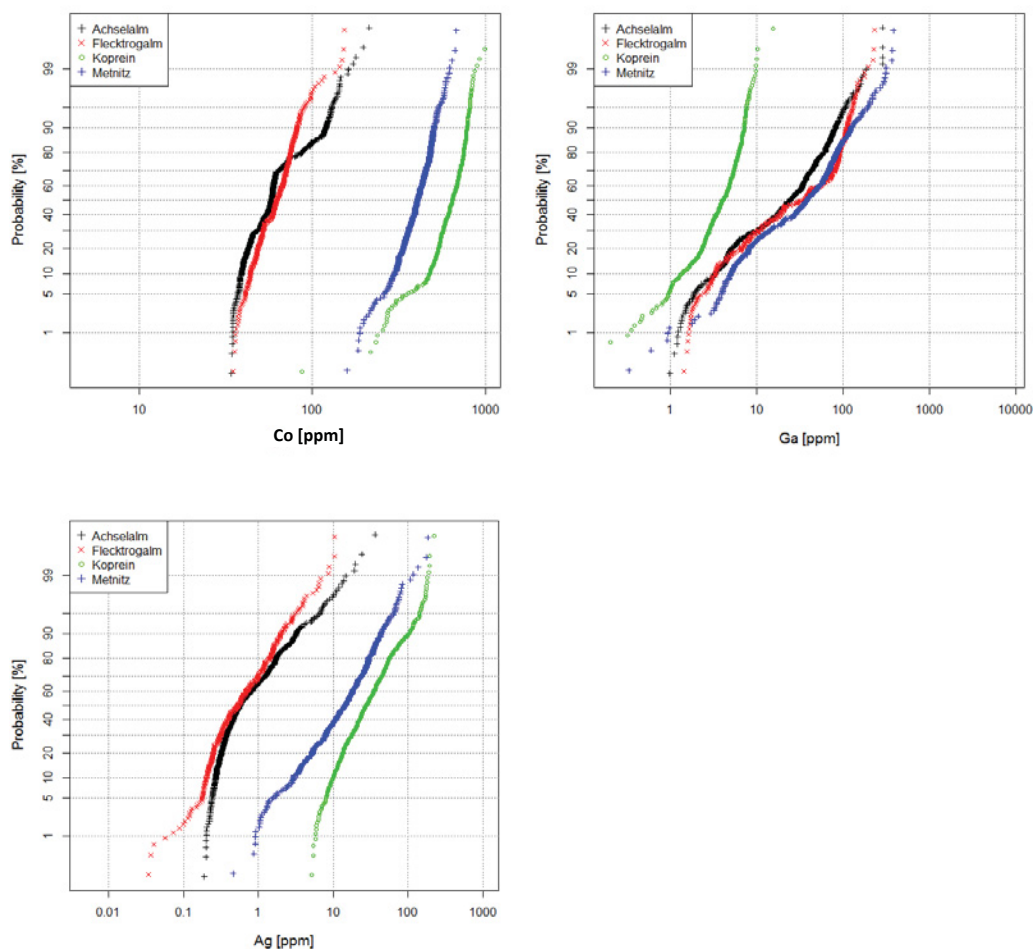 Achselalm
Flecktrogalm
Koprein
Metnitz
Probability [%]
99
90
80
60
40
20
10
5
1
10 100 1000
Co [ppm]
Achselalm
Flecktrogalm
Koprein
Metnitz
Probability [%]
99
90
80
60
40
20
10
5
1
1 10 100 1000 10000
Ga [ppm]
Achselalm
Flecktrogalm
Koprein
Metnitz
Probability [%]
99
90
80
60
40
20
10
5
1
0.01 0.1 1 10 100 1000
Ag [ppm]